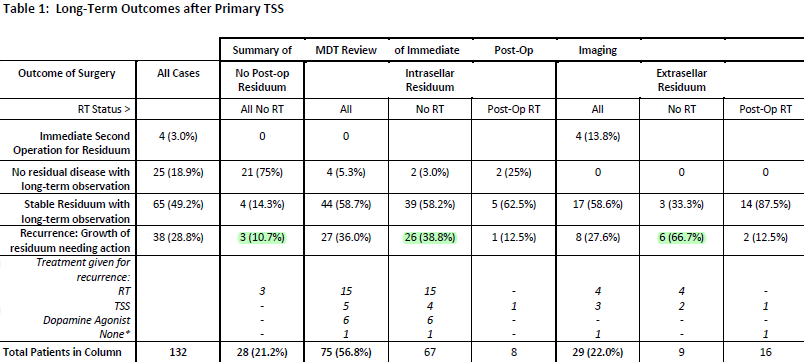 Table 1: Long-Term Outcomes after Primary TSS
Summary of MDT Review of Immediate Post-Op Imaging
Outcome of Surgery All Cases No Post-op Residuum Intrasellar Residuum Extrasellar Residuum
RT Status > All No RT All No RT Post-Op RT All No RT Post-Op RT
Immediate Second Operation for Residuum 4 (3.0%) 0 0 4 (13.8%)
No residual disease with long-term observation 25 (18.9%) 21 (75%) 4 (5.3%) 2 (3.0%) 2 (25%) 0 0 0
Stable Residuum with long-term observation 65 (49.2%) 4 (14.3%) 44 (58.7%) 39 (58.2%) 5 (62.5%) 17 (58.6%) 3 (33.3%) 14 (87.5%)
Recurrence: Growth of residuum needing action 38 (28.8%) 3 (10.7%) 27 (36.0%) 26 (38.8%) 1 (12.5%) 8 (27.6%) 6 (66.7%) 2 (12.5%)
Treatment given for recurrence:
RT 3 15 15 - 4 4 -
TSS - 5 4 1 3 2 1
Dopamine Agonist - 6 6 - - -
None* - 1 1 1 - 1
Total Patients in Column 132 28 (21.2%) 75 (56.8%) 67 8 29 (22.0%) 9 16